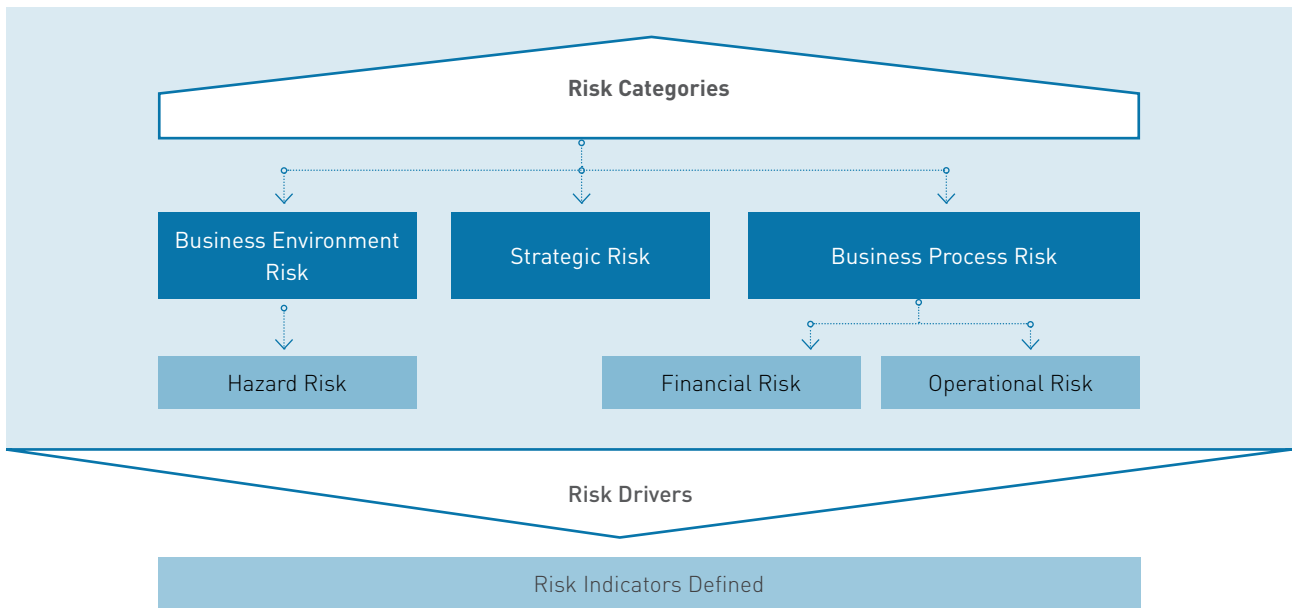 Risk Categories
Business Environment
Risk
Strategic Risk
Business Process Risk
Hazard Risk
Financial Risk
Operational Risk
Risk Drivers
Risk Indicators Defined